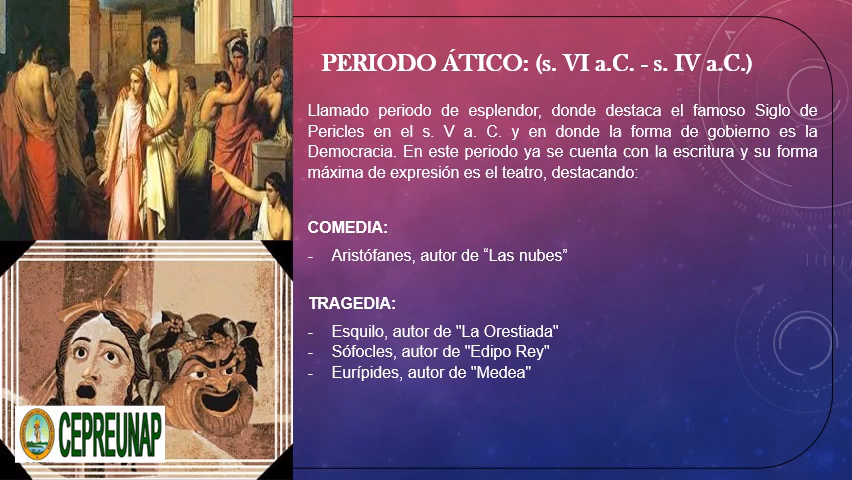 PERIODO ÁTICO: (s. VI a.C. - s. IV a.C.)
Llamado periodo de esplendor, donde destaca el famoso Siglo de
Pericles en el s. V a. C. y en donde la forma de gobierno es la
Democracia. En este periodo ya se cuenta con la escritura y su forma
máxima de expresión es el teatro, destacando:
COMEDIA:
- Aristófanes, autor de “Las nubes”
TRAGEDIA:
- Esquilo, autor de "La Orestiada"
- Sófocles, autor de "Edipo Rey"
- Eurípides, autor de "Medea"
CEPREUNAP